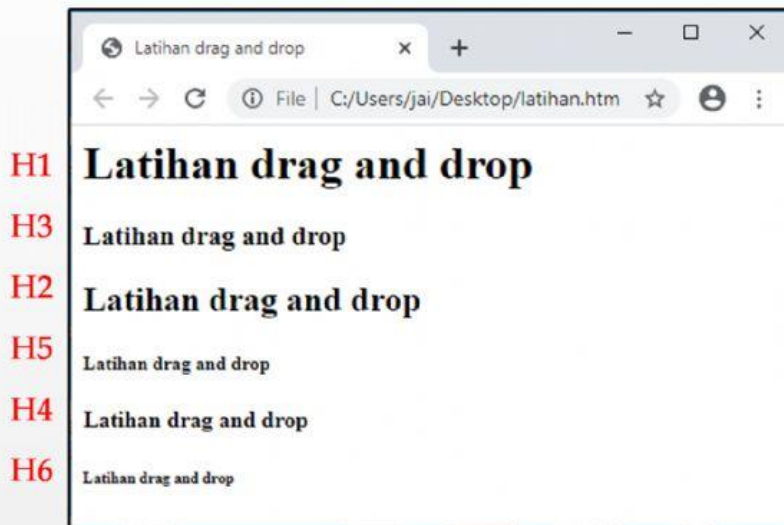 Latihan drag and drop
File | C:/Users/jai/Desktop/latihan.htm
H1 Latihan drag and drop
H3 Latihan drag and drop
H2 Latihan drag and drop
H5 Latihan drag and drop
H4 Latihan drag and drop
H6 Latihan drag and drop